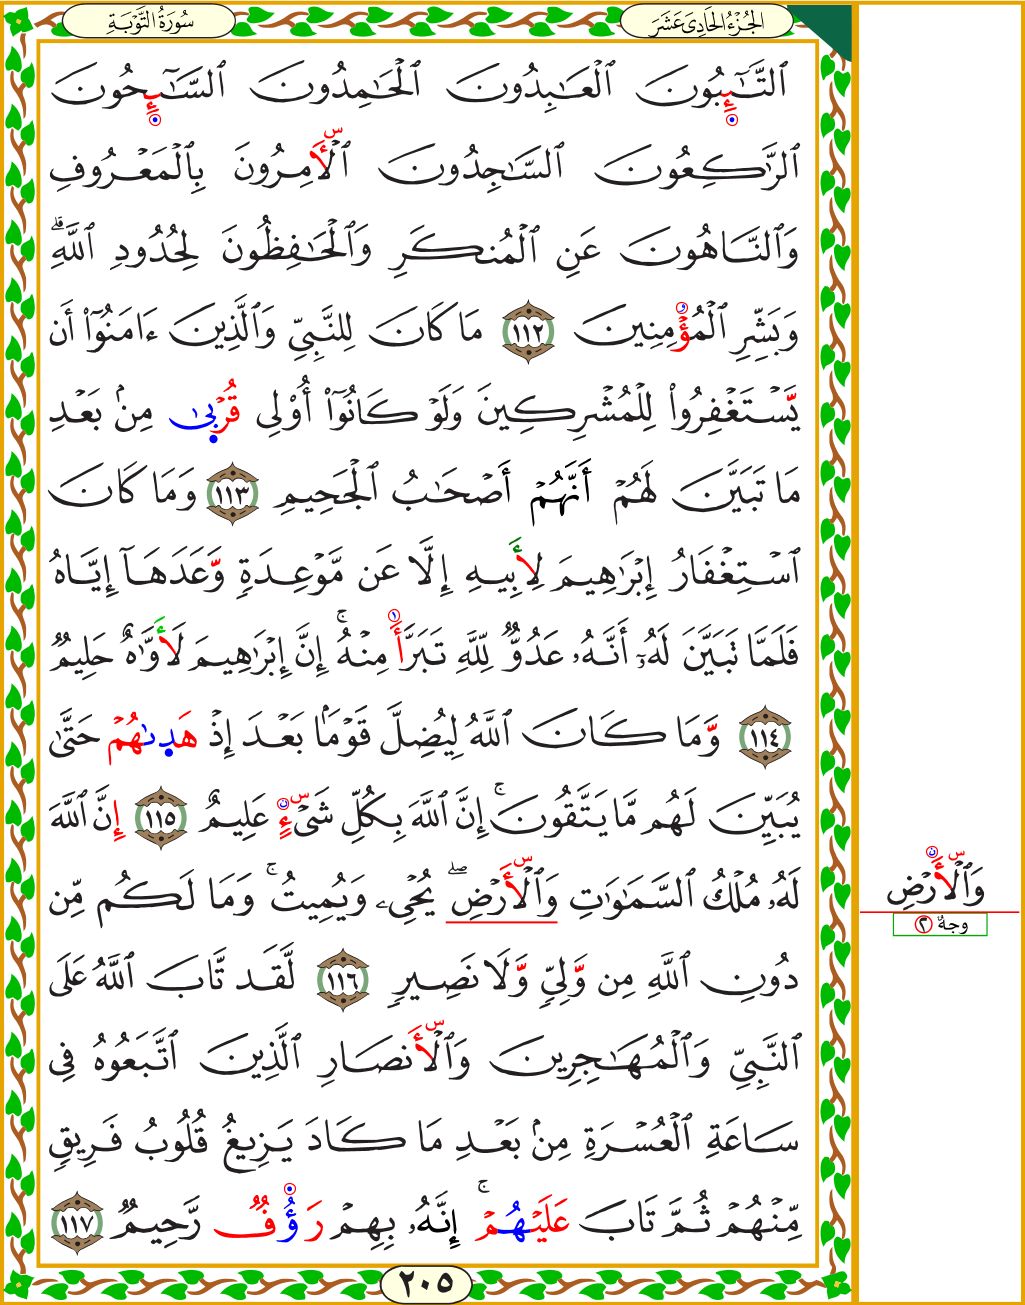 سُورَةُ التَّوْبَةِ
الجُزْءُ الحَادِىَ عَشَرَ
ٱلتَّـٰٓئِبُونَ ٱلْعَـٰبِدُونَ ٱلْحَـٰمِدُونَ ٱلسَّـٰٓئِحُونَ
ٱلرَّٰكِعُونَ ٱلسَّـٰجِدُونَ ٱلْأَمِرُونَ بِٱلْمَعْرُوفِ
وَٱلنَّاهُونَ عَنِ ٱلْمُنكَرِ وَٱلْحَـٰفِظُونَ لِحُدُودِ ٱللَّهِۗ
وَبَشِّرِ ٱلْمُؤْمِنِينَ ١١٢ مَا كَانَ لِلنَّبِىِّ وَٱلَّذِينَ ءَامَنُوٓا۟ أَن
يَّسْتَغْفِرُوا۟ لِلْمُشْرِكِينَ وَلَوْ كَانُوٓا۟ أُو۟لِى قُرْبَىٰ مِنۢ بَعْدِ
مَا تَبَيَّنَ لَهُمْ أَنَّهُمْ أَصْحَـٰبُ ٱلْجَحِيمِ ١١٣ وَمَا كَانَ
ٱسْتِغْفَارُ إِبْرَٰهِيمَ لِأَبِيهِ إِلَّا عَن مَّوْعِدَةٍ وَّعَدَهَآ إِيَّاهُ
فَلَمَّا تَبَيَّنَ لَهُۥٓ أَنَّهُۥ عَدُوٌّ لِّلَّهِ تَبَرَّأَ مِنْهُۚ إِنَّ إِبْرَٰهِيمَ لَأَوَّٰهٌ حَلِيمٌ
١١٤ وَّمَا كَانَ ٱللَّهُ لِيُضِلَّ قَوْمًۢا بَعْدَ إِذْ هَدَىٰهُمْ حَتَّىٰ
يُبَيِّنَ لَهُم مَّا يَتَّقُونَۚ إِنَّ ٱللَّهَ بِكُلِّ شَىْءٍ عَلِيمٌ ١١٥ إِنَّ ٱللَّهَ
لَهُۥ مُلْكُ ٱلسَّمَـٰوَٰتِ وَٱلْأَرْضِۖ يُحْىِۦ وَيُمِيتُۚ وَمَا لَكُم مِّن
وَٱلْأَرْضِ
وجهٌ ٢
دُونِ ٱللَّهِ مِن وَّلِىٍّ وَّلَا نَصِيرٍ ١١٦ لَّقَد تَّابَ ٱللَّهُ عَلَى
ٱلنَّبِىِّ وَٱلْمُهَـٰجِرِينَ وَٱلْأَنصَارِ ٱلَّذِينَ ٱتَّبَعُوهُ فِى
سَاعَةِ ٱلْعُسْرَةِ مِنۢ بَعْدِ مَا كَادَ يَزِيغُ قُلُوبُ فَرِيقٍ
مِّنْهُمْ ثُمَّ تَابَ عَلَيْهُمْۚ إِنَّهُۥ بِهِمْ رَؤُفٌ رَّحِيمٌ ١١٧
٢٠٥